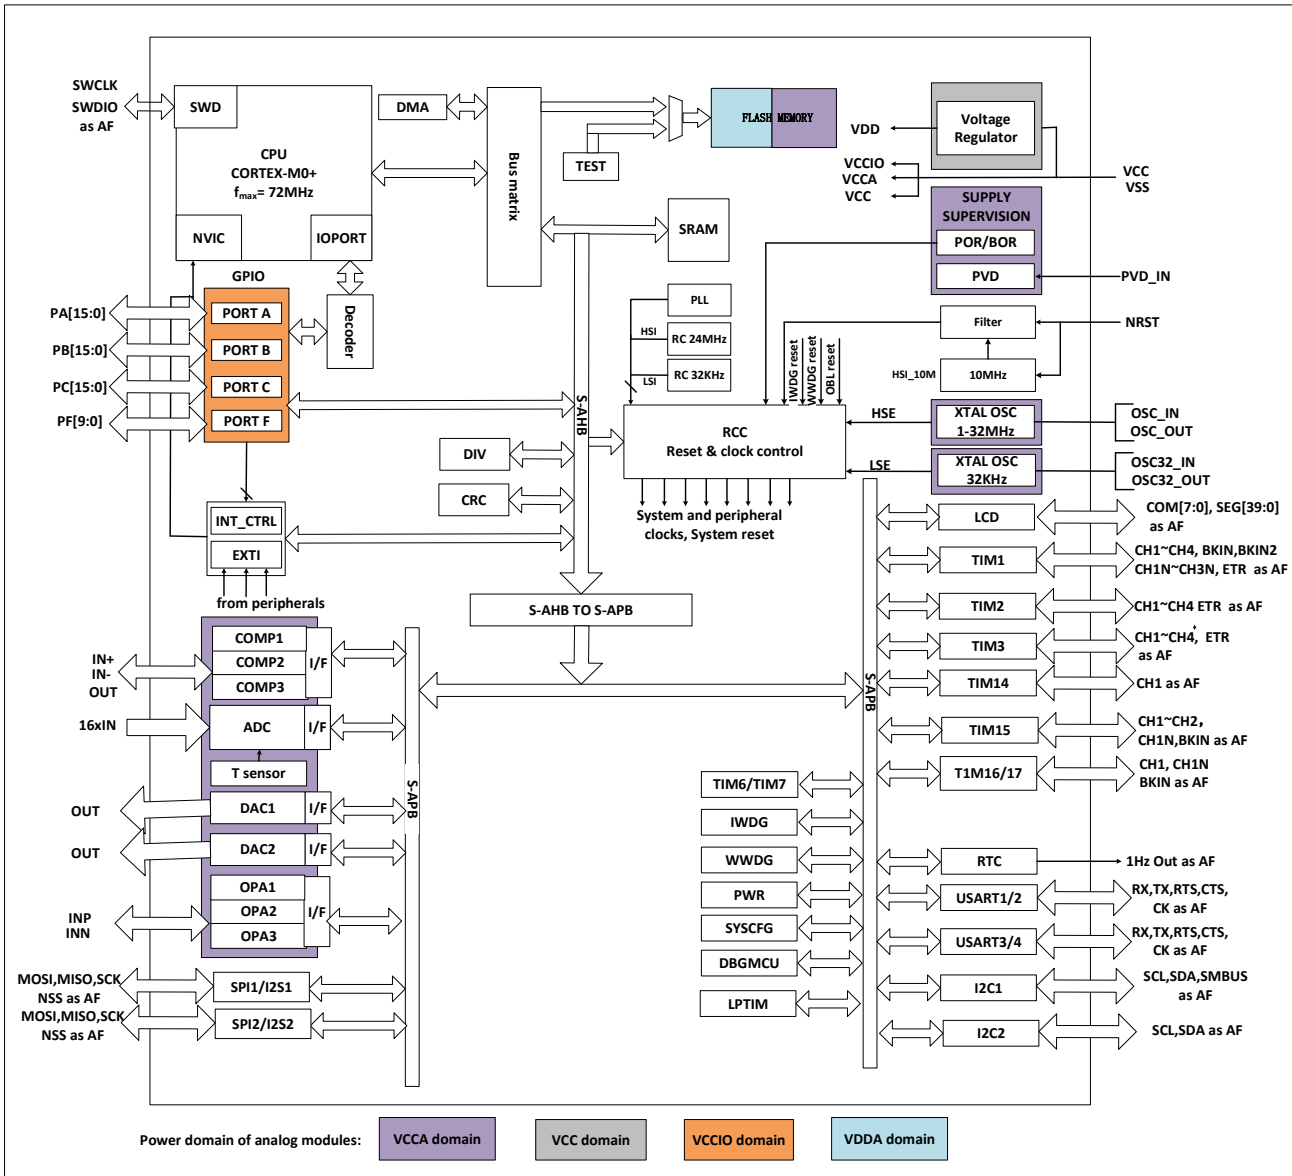 SWCLK
SWDIO
as AF
SWD
CPU
CORTEX-M0+
fmax= 72MHz
NVIC
IOPORT
DMA
Bus matrix
TEST
FLASH MEMORY
SRAM
VDD
Voltage
Regulator
VCCIO
VCCA
VCC
VCC
VSS
SUPPLY
SUPERVISION
POR/BOR
PVD
PVD_IN
GPIO
PORT A
PORT B
PORT C
PORT F
PA[15:0]
PB[15:0]
PC[15:0]
PF[9:0]
Decoder
S-AHB
PLL
HSI
RC 24MHz
LSI
RC 32KHz
IWDG reset
WWDG reset
OBL reset
Filter
NRST
HSI_10M
10MHz
RCC
Reset & clock control
HSE
XTAL OSC
1-32MHz
OSC_IN
OSC_OUT
LSE
XTAL OSC
32KHz
OSC32_IN
OSC32_OUT
DIV
CRC
System and peripheral
clocks, System reset
INT_CTRL
EXTI
from peripherals
S-AHB TO S-APB
S-APB
S-APB
IN+
IN-
OUT
COMP1
COMP2
COMP3
I/F
16xIN
ADC
I/F
T sensor
OUT
DAC1
I/F
OUT
DAC2
I/F
INP
INN
OPA1
OPA2
OPA3
I/F
MOSI,MISO,SCK
NSS as AF
SPI1/I2S1
MOSI,MISO,SCK
NSS as AF
SPI2/I2S2
TIM6/TIM7
IWDG
WWDG
PWR
SYSCFG
DBGMCU
LPTIM
LCD
COM[7:0], SEG[39:0]
as AF
TIM1
CH1~CH4, BKIN,BKIN2
CH1N~CH3N, ETR as AF
TIM2
CH1~CH4 ETR as AF
TIM3
CH1~CH4, ETR
as AF
TIM14
CH1 as AF
TIM15
CH1~CH2,
CH1N,BKIN as AF
T1M16/17
CH1, CH1N
BKIN as AF
RTC
1Hz Out as AF
USART1/2
RX,TX,RTS,CTS,
CK as AF
USART3/4
RX,TX,RTS,CTS,
CK as AF
I2C1
SCL,SDA,SMBUS
as AF
I2C2
SCL,SDA as AF
Power domain of analog modules:
VCCA domain
VCC domain
VCCIO domain
VDDA domain